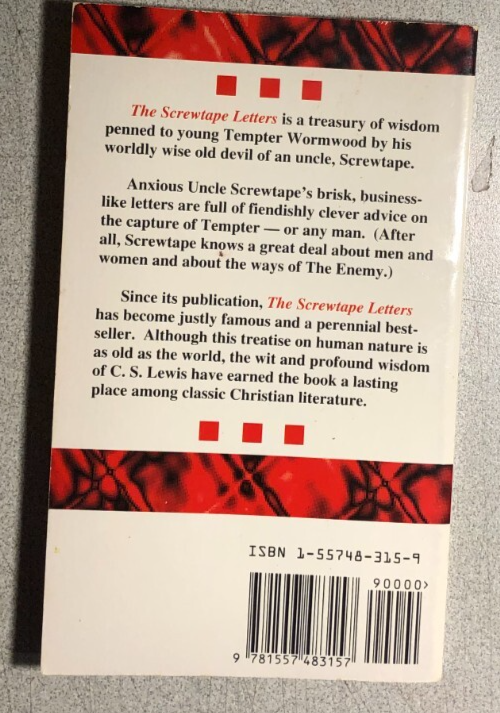 The Screwtape Letters is a treasury of wisdom
penned to young Tempter Wormwood by his
worldly wise old devil of an uncle, Screwtape.
Anxious Uncle Screwtape's brisk, business-
like letters are full of fiendishly clever advice on
the capture of Tempter — or any man. (After
all, Screwtape knows a great deal about men and
women and about the ways of The Enemy.)
Since its publication, The Screwtape Letters
has become justly famous and a perennial best-
seller. Although this treatise on human nature is
as old as the world, the wit and profound wisdom
of C. S. Lewis have earned the book a lasting
place among classic Christian literature.
ISBN 1-55748-315-9
90000>
9 781557 483157